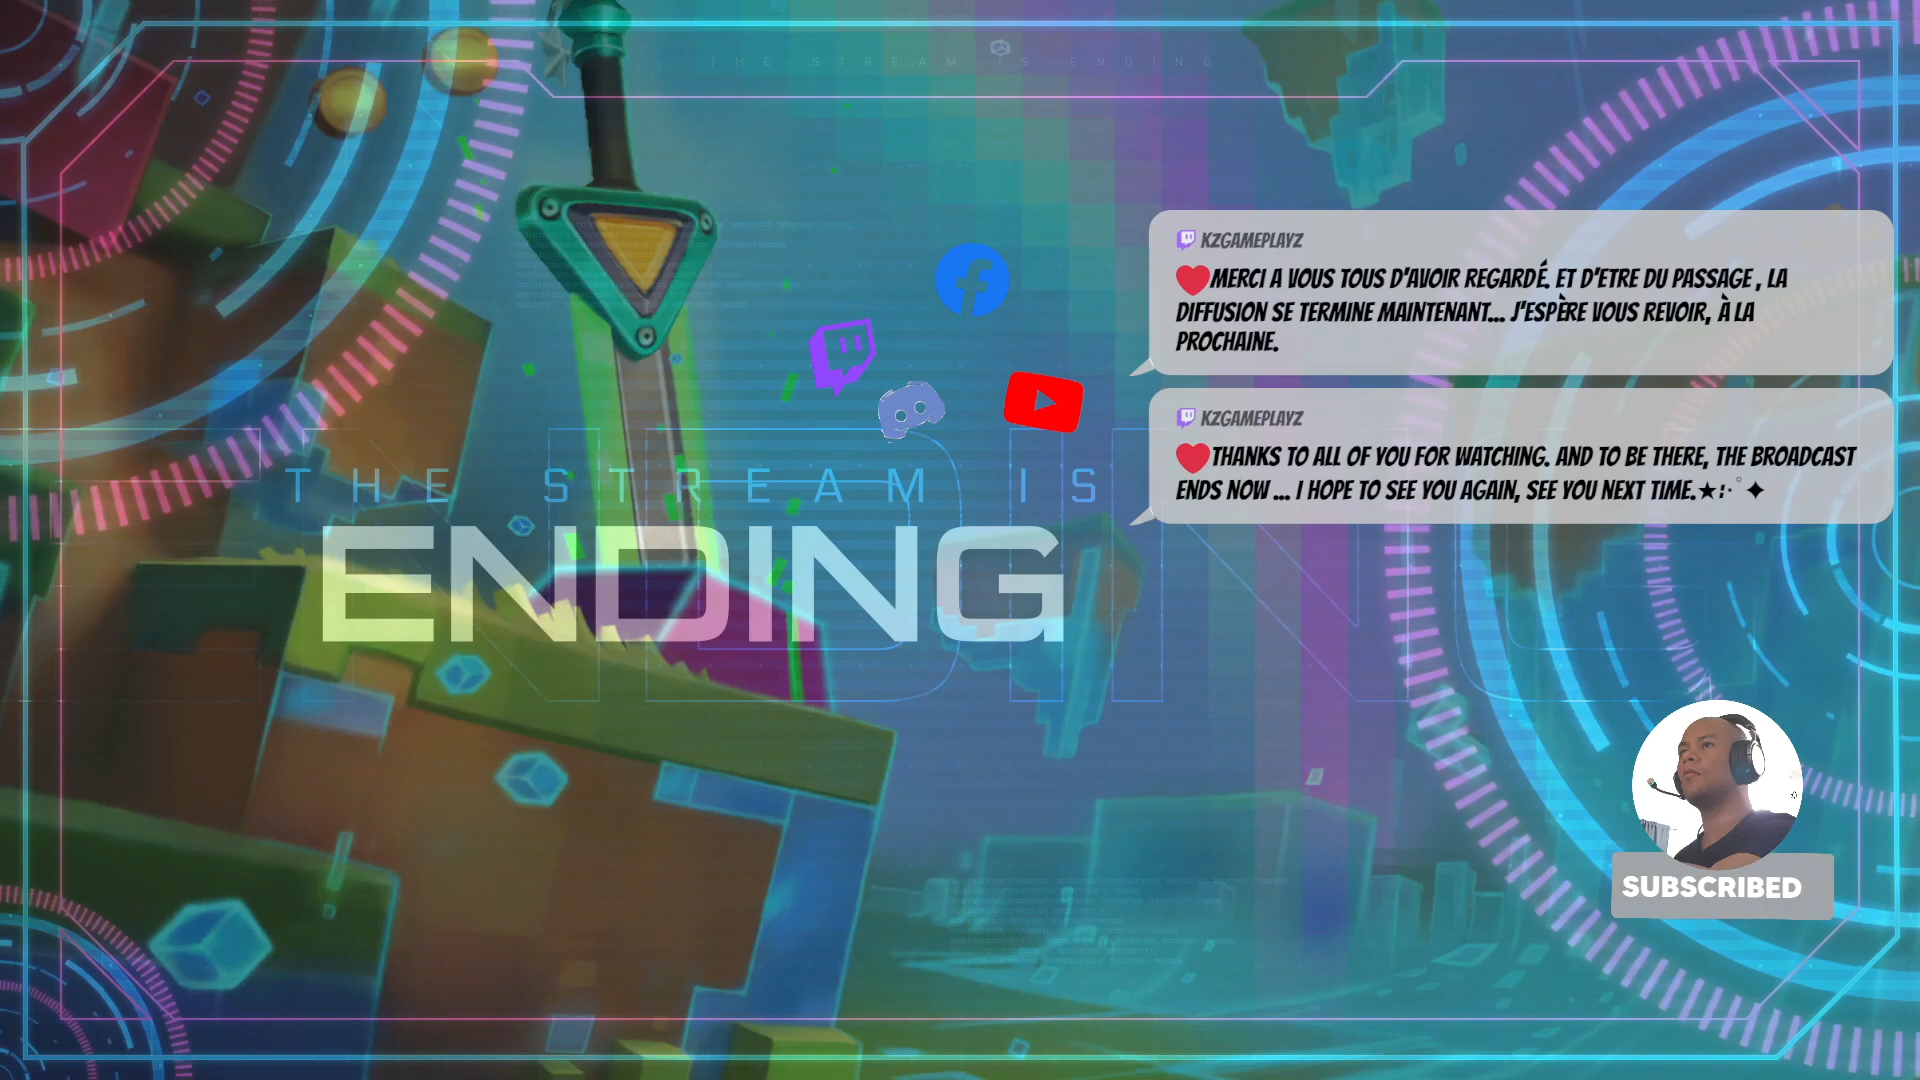 THE STREAM IS ENDING
KZGAMEPLAYZ
❤MERCI A VOUS TOUS D'AVOIR REGARDÉ. ET D'ETRE DU PASSAGE , LA
DIFFUSION SE TERMINE MAINTENANT... J'ESPÈRE VOUS REVOIR, À LA
PROCHAINE.
KZGAMEPLAYZ
❤THANKS TO ALL OF YOU FOR WATCHING. AND TO BE THERE, THE BROADCAST
ENDS NOW ... I HOPE TO SEE YOU AGAIN, SEE YOU NEXT TIME.★:·˚✦
THE STREAM IS
ENDING
SUBSCRIBED